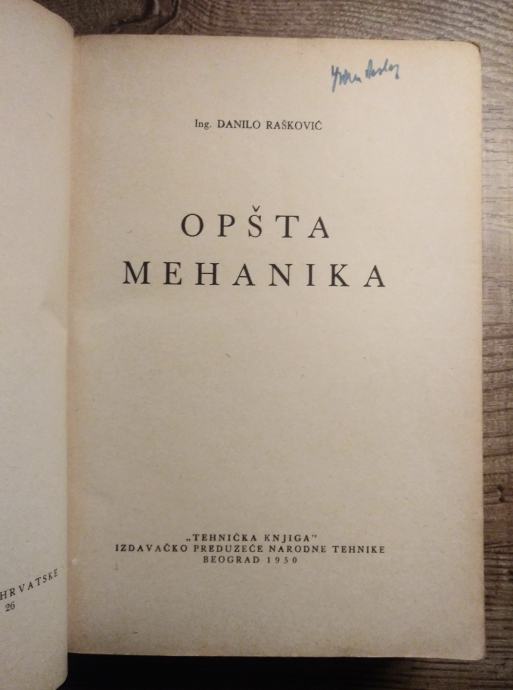 Ing. DANILO RAŠKOVIĆ
OPŠTA
MEHANIKA
„TEHNIČKA KNJIGA"
IZDAVAČKO PREDUZEĆE NARODNE TEHNIKE
BEOGRAD 1950
HRVATSKE
26